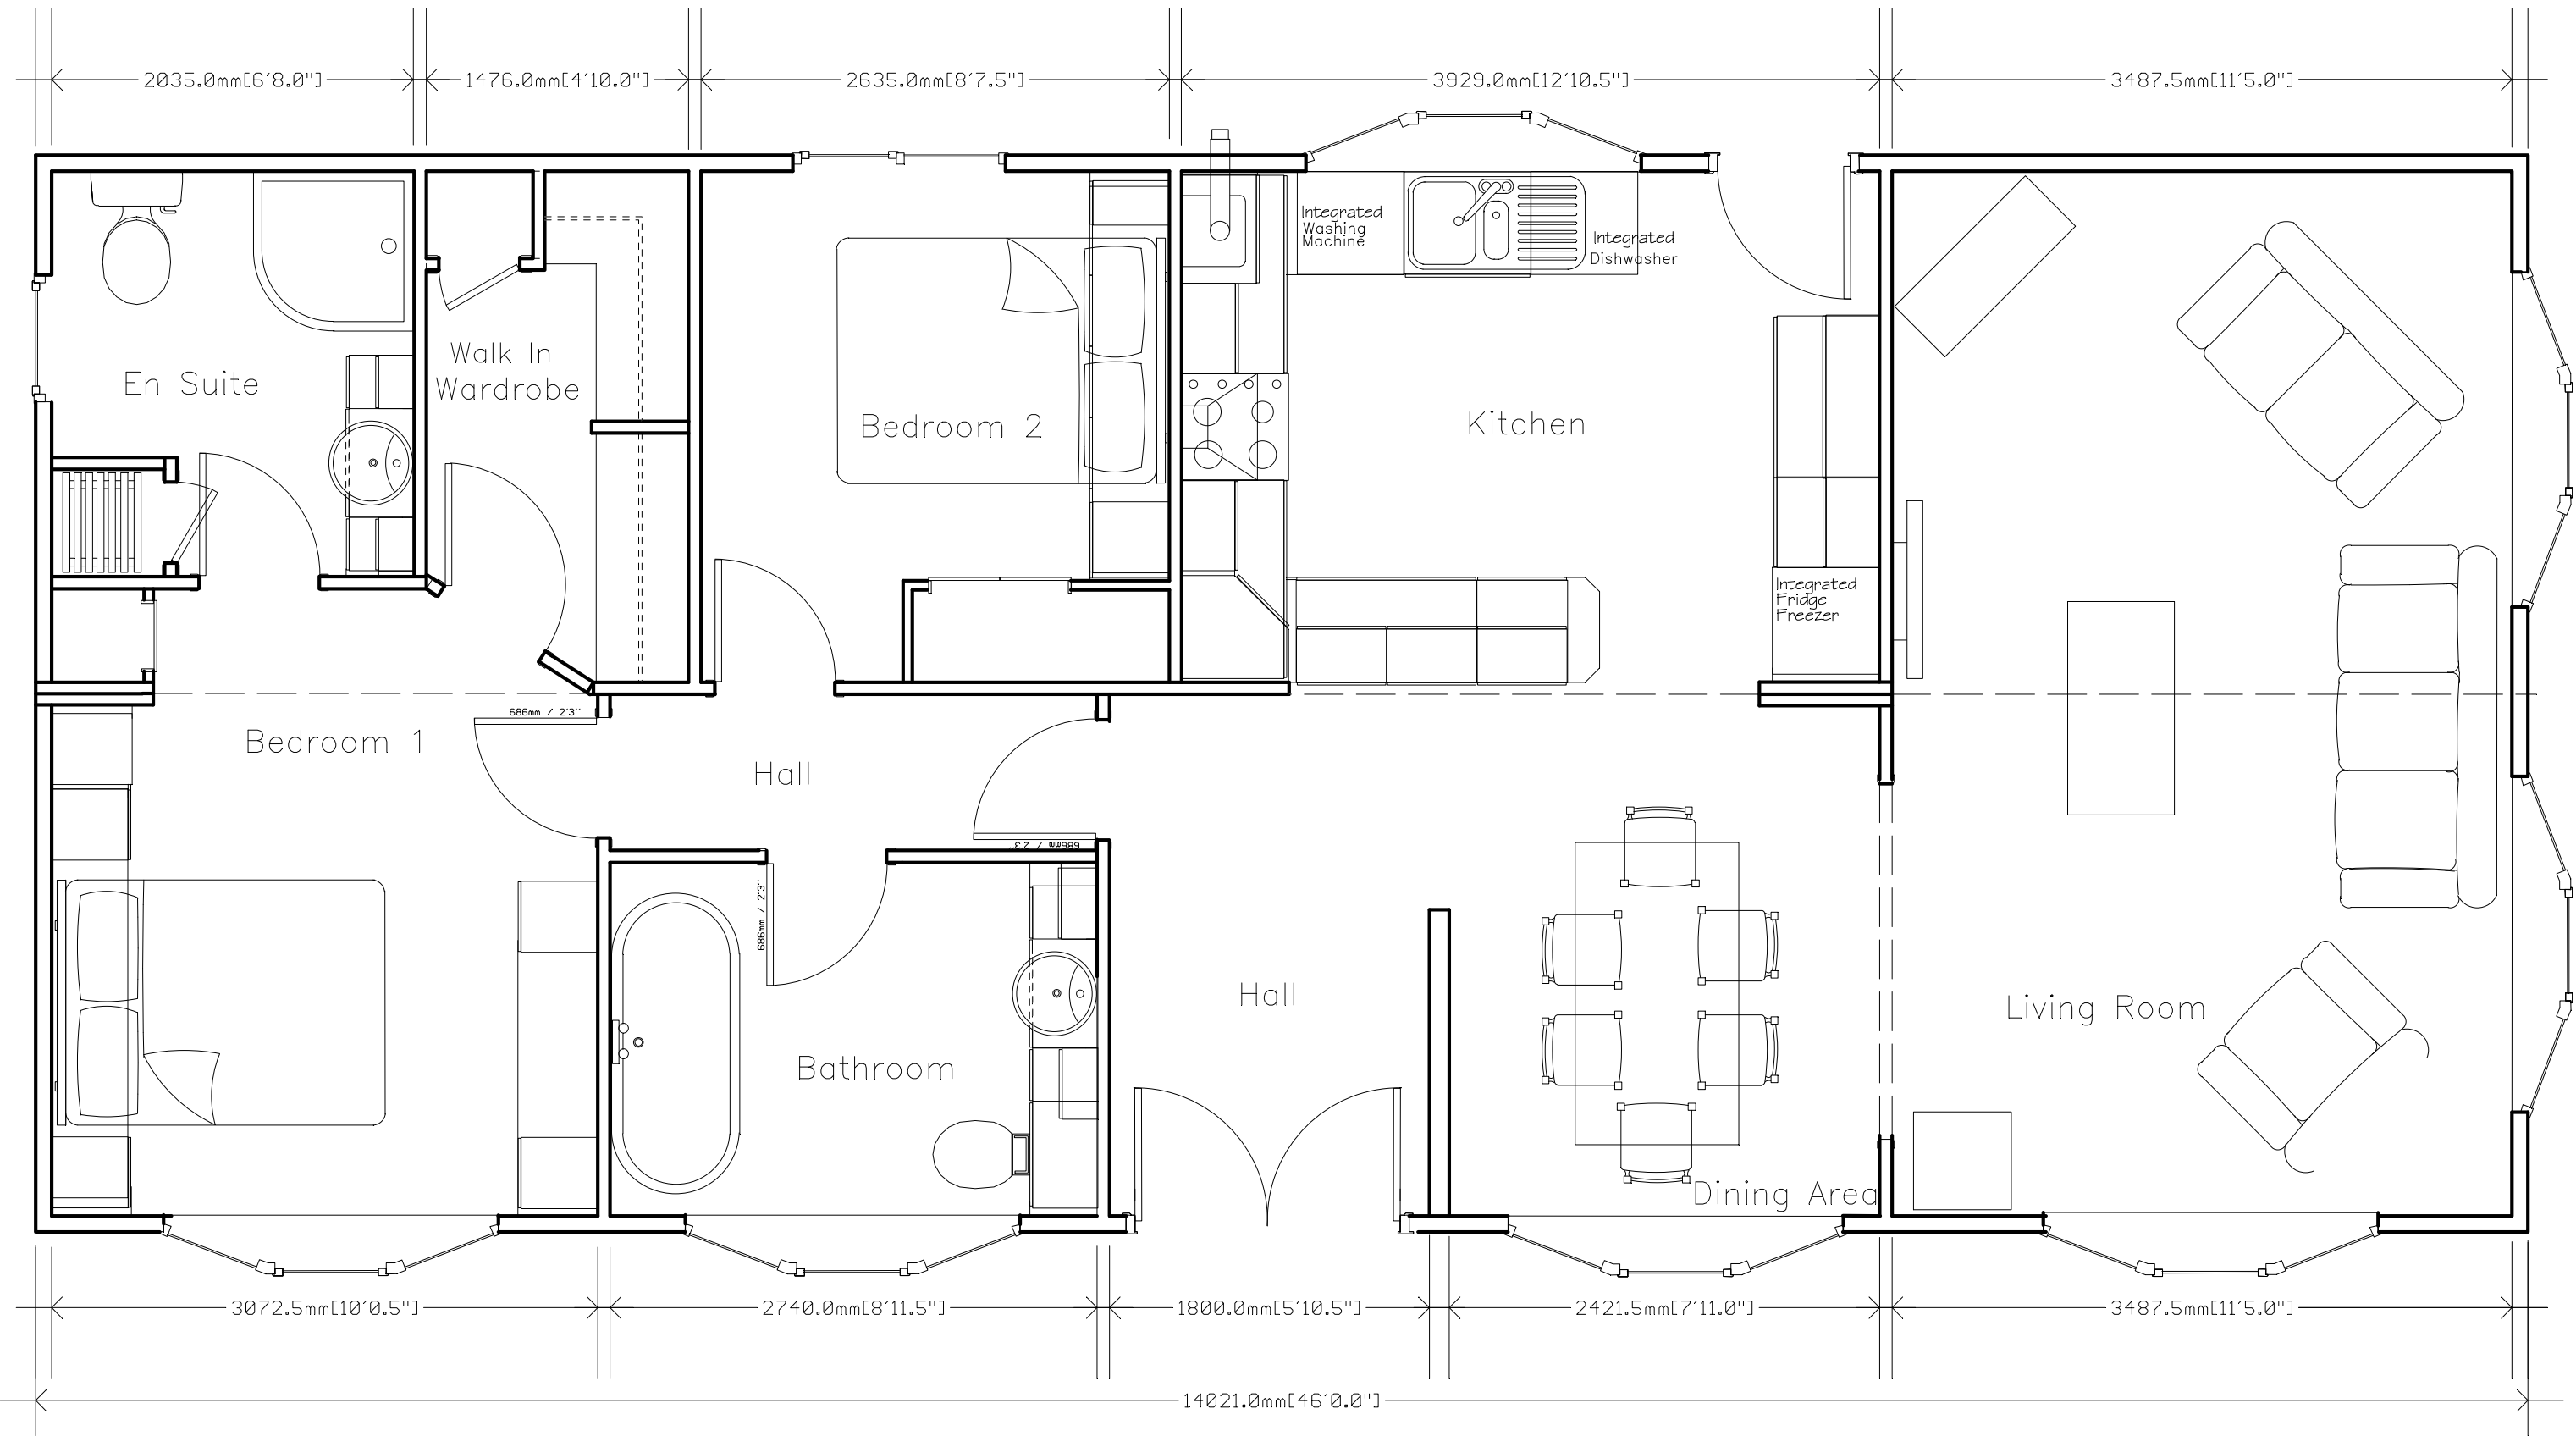 2035.0mm[6'8.0"]
1476.0mm[4'10.0"]
2635.0mm[8'7.5"]
3929.0mm[12'10.5"]
3487.5mm[11'5.0"]
Integrated
Washing
Machine
Integrated
Dishwasher
En Suite
Walk In
Wardrobe
Bedroom 2
Kitchen
Integrated
Fridge
Freezer
686mm / 2'3''
Bedroom 1
Hall
686mm / 2'3''
686mm / 2'3''
Hall
Living Room
Bathroom
Dining Area
3072.5mm[10'0.5"]
2740.0mm[8'11.5"]
1800.0mm[5'10.5"]
2421.5mm[7'11.0"]
3487.5mm[11'5.0"]
14021.0mm[46'0.0"]